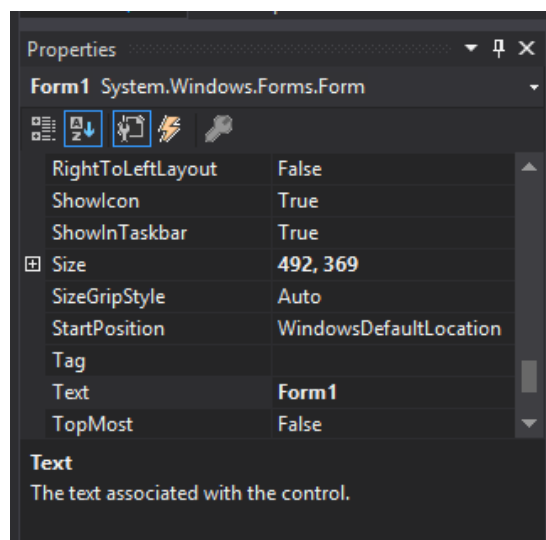 Properties
Form1 System.Windows.Forms.Form
RightToLeftLayout False
ShowIcon True
ShowInTaskbar True
Size 492, 369
SizeGripStyle Auto
StartPosition WindowsDefaultLocation
Tag
Text Form1
TopMost False
Text
The text associated with the control.